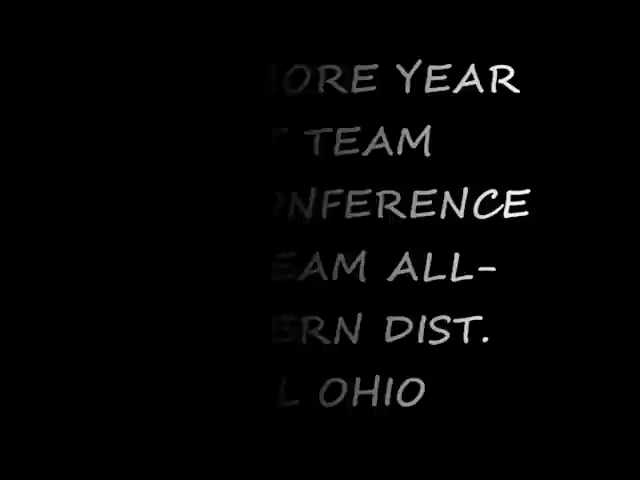 ORE YEAR
TEAM
NFERENCE
EAM ALL-
ERN DIST.
L OHIO